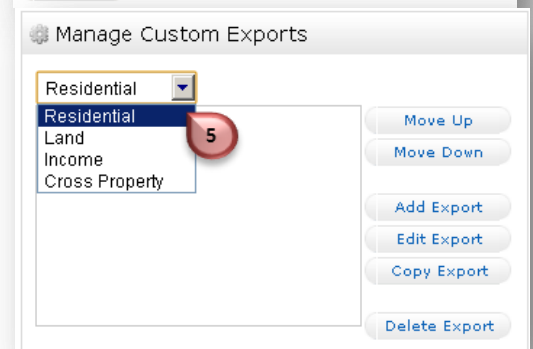 Manage Custom Exports
Residential
Residential
Land
Income
Cross Property
5
Move Up
Move Down
Add Export
Edit Export
Copy Export
Delete Export